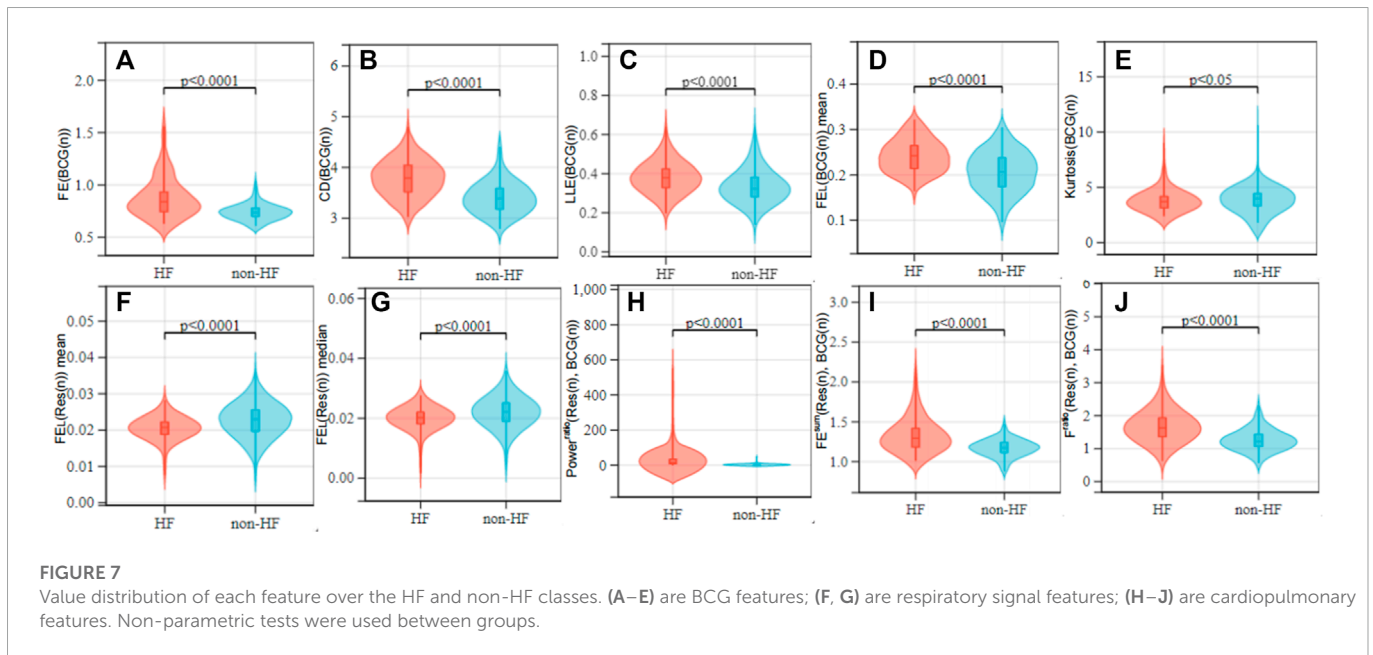 A
FE(BCG(n))
2.0
1.5
1.0
0.5
p<0.0001
HF non-HF
B
CD(BCG(n))
6
5
4
3
p<0.0001
HF non-HF
C
LLE(BCG(n))
1.0
0.8
0.6
0.4
0.2
0.0
p<0.0001
HF non-HF
D
FEL(BCG(n)) mean
0.4
0.3
0.2
0.1
p<0.0001
HF non-HF
E
Kurtosis(BCG(n))
15
10
5
0
p<0.05
HF non-HF
F
FEL(Res(n)) mean
0.05
0.04
0.03
0.02
0.01
0.00
p<0.0001
HF non-HF
G
FEL(Res(n)) median
0.06
0.04
0.02
0.00
p<0.0001
HF non-HF
H
Power^ratio(Res(n), BCG(n))
1,000
800
600
400
200
0
p<0.0001
HF non-HF
I
FE^sum(Res(n), BCG(n))
3.0
2.5
2.0
1.5
1.0
p<0.0001
HF non-HF
J
F^ratio(Res(n), BCG(n))
6
5
4
3
2
1
0
p<0.0001
HF non-HF
FIGURE 7
Value distribution of each feature over the HF and non-HF classes. (A–E) are BCG features; (F, G) are respiratory signal features; (H–J) are cardiopulmonary
features. Non-parametric tests were used between groups.